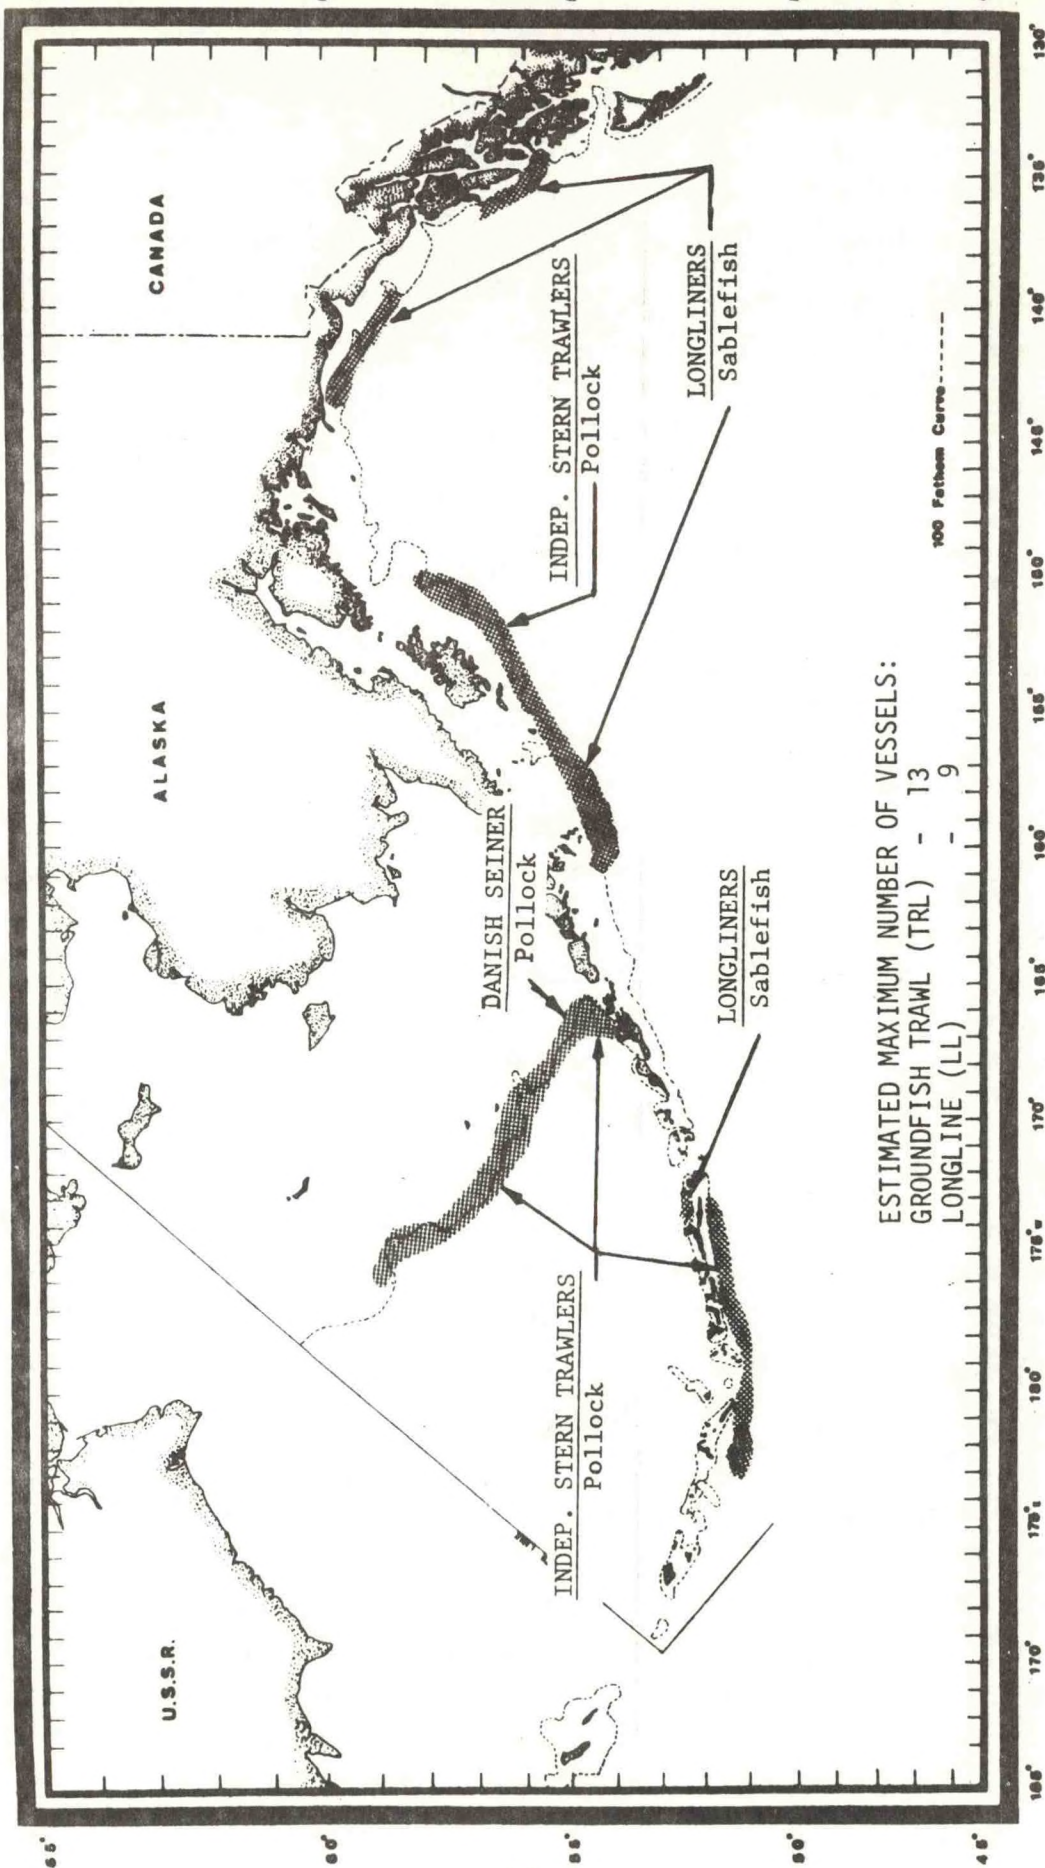 U.S.S.R.
ALASKA
CANADA
DANISH SEINER
Pollock
INDEP. STERN TRAWLERS
Pollock
LONGLINERS
Sablefish
INDEP. STERN TRAWLERS
Pollock
LONGLINERS
Sablefish
100 Fathom Curve------
ESTIMATED MAXIMUM NUMBER OF VESSELS:
GROUNDFISH TRAWL (TRL) - 13
LONGLINE (LL) - 9
65°
60°
55°
50°
45°
165° 170° 175°E 180° 175°W 170° 165° 160° 155° 150° 145° 140° 135° 130°